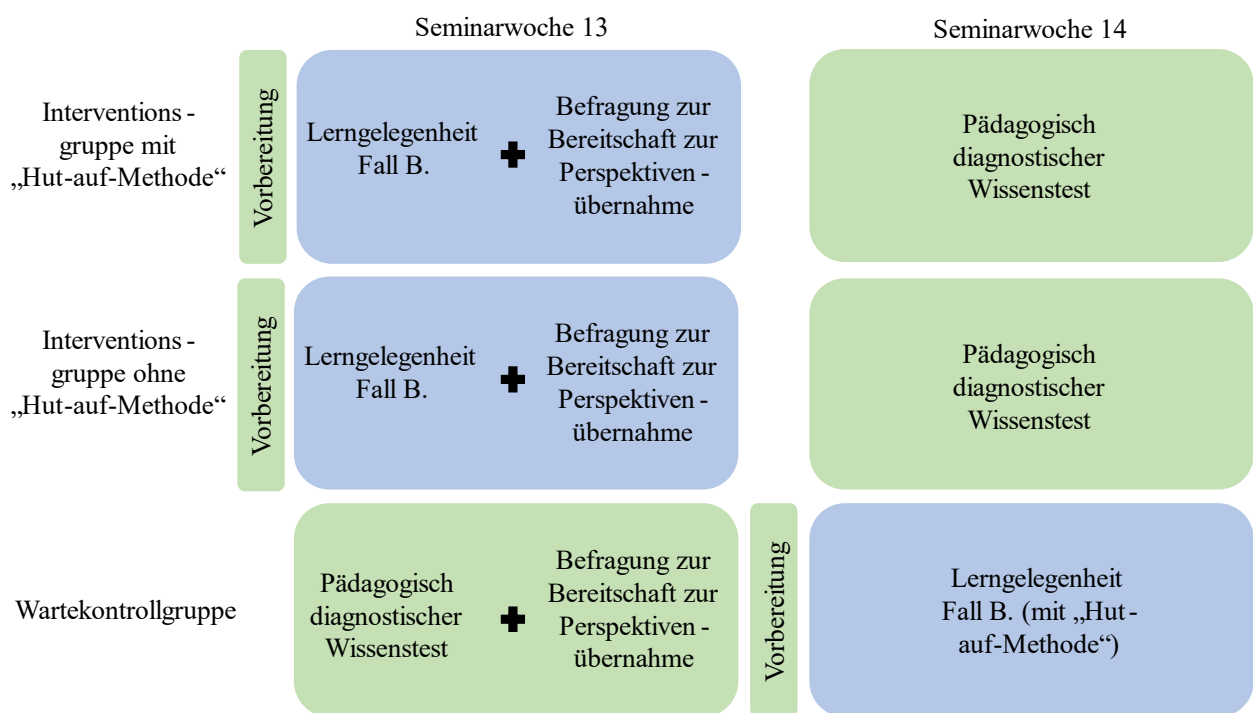 Seminarwoche 13
Seminarwoche 14
Interventions -
gruppe mit
„Hut-auf-Methode“
Vorbereitung
Lerngelegenheit
Fall B.
Befragung zur
Bereitschaft zur
Perspektiven -
übernahme
Pädagogisch
diagnostischer
Wissenstest
Interventions -
gruppe ohne
„Hut-auf-Methode“
Vorbereitung
Lerngelegenheit
Fall B.
Befragung zur
Bereitschaft zur
Perspektiven -
übernahme
Pädagogisch
diagnostischer
Wissenstest
Wartekontrollgruppe
Pädagogisch
diagnostischer
Wissenstest
Befragung zur
Bereitschaft zur
Perspektiven -
übernahme
Vorbereitung
Lerngelegenheit
Fall B. (mit „Hut-
auf-Methode“)